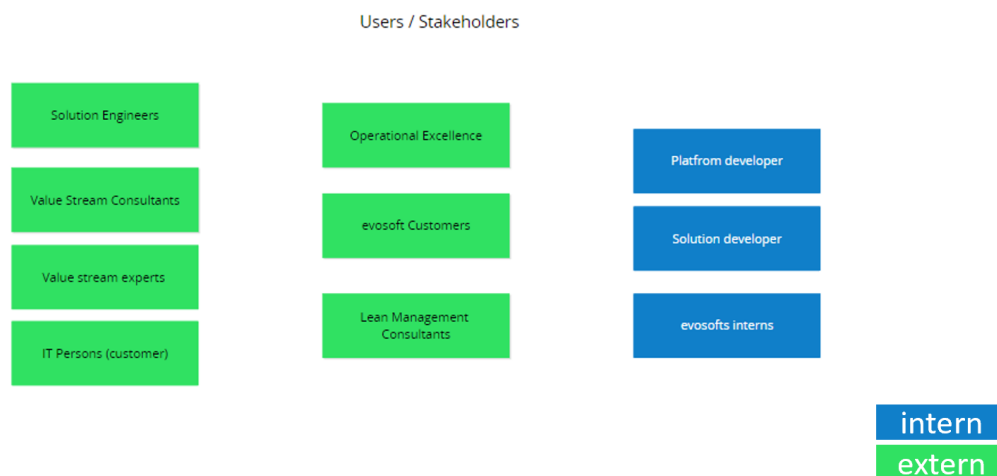 Users / Stakeholders
Solution Engineers
Value Stream Consultants
Value stream experts
IT Persons (customer)
Operational Excellence
evosoft Customers
Lean Management
Consultants
Platfrom developer
Solution developer
evosofts interns
intern
extern